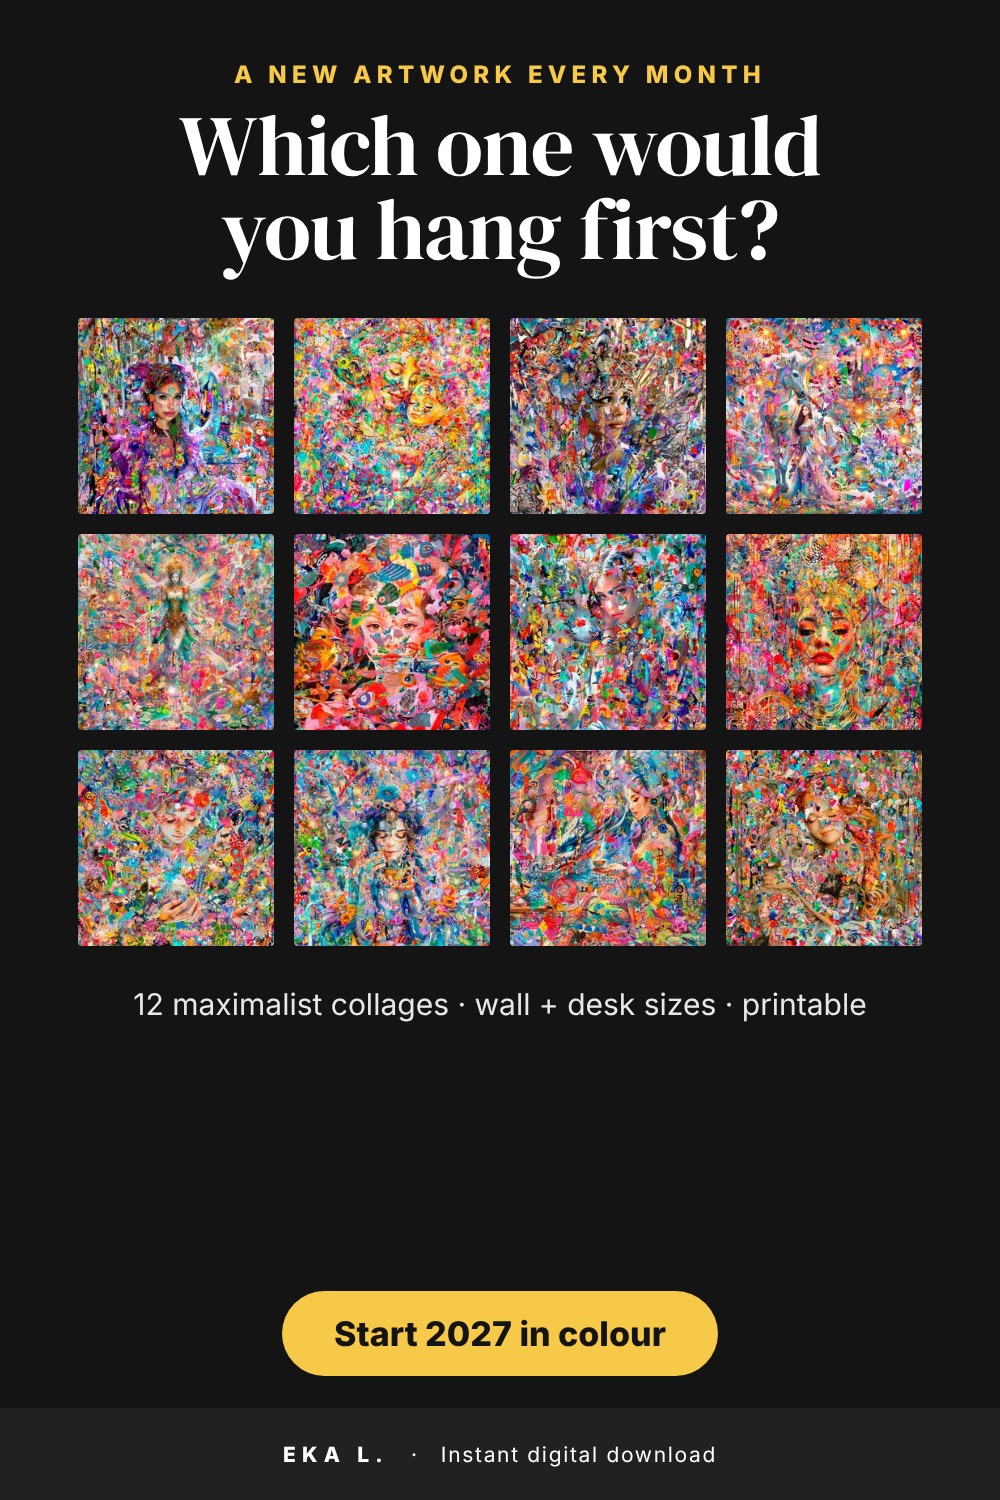 A NEW ARTWORK EVERY MONTH
Which one would
you hang first?
12 maximalist collages · wall + desk sizes · printable
Start 2027 in colour
EKA L. · Instant digital download